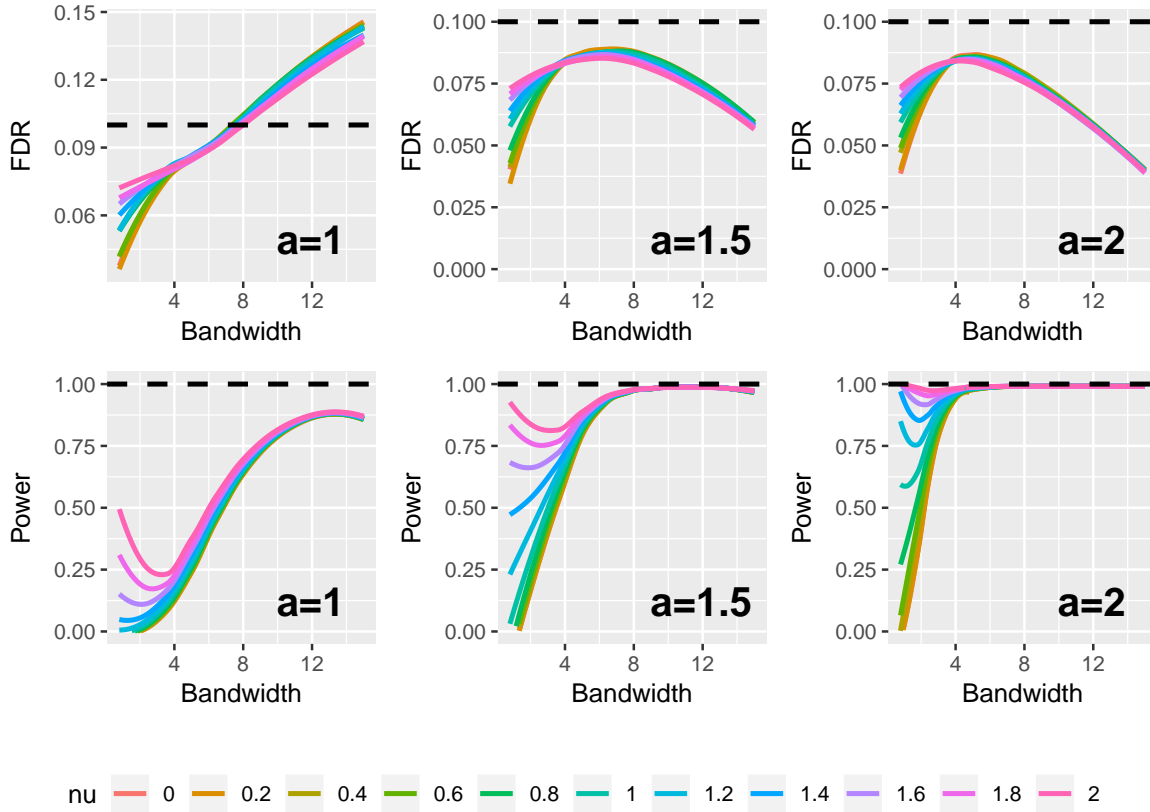 0.15
0.12
0.09
0.06
FDR
a=1
4 8 12
Bandwidth
0.100
0.075
0.050
0.025
0.000
FDR
a=1.5
4 8 12
Bandwidth
0.100
0.075
0.050
0.025
0.000
FDR
a=2
4 8 12
Bandwidth
1.00
0.75
0.50
0.25
0.00
Power
a=1
4 8 12
Bandwidth
1.00
0.75
0.50
0.25
0.00
Power
a=1.5
4 8 12
Bandwidth
1.00
0.75
0.50
0.25
0.00
Power
a=2
4 8 12
Bandwidth
nu 0 0.2 0.4 0.6 0.8 1 1.2 1.4 1.6 1.8 2